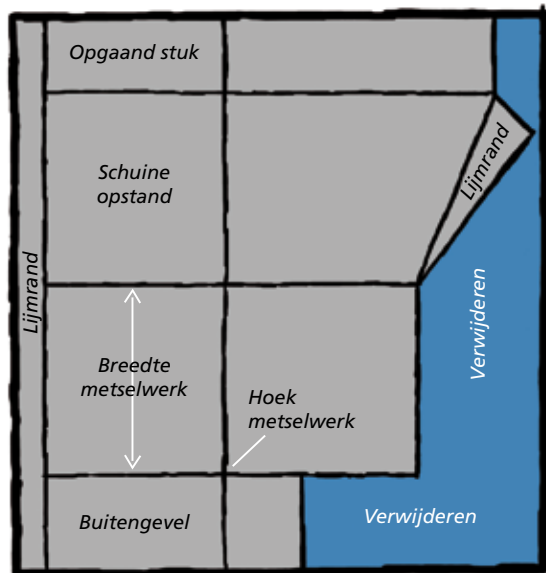 Opgaand stuk
Schuine
opstand
Lijmrand
Lijmrand
Verwijderen
Breedte
metselwerk
Hoek
metselwerk
Buitengevel
Verwijderen